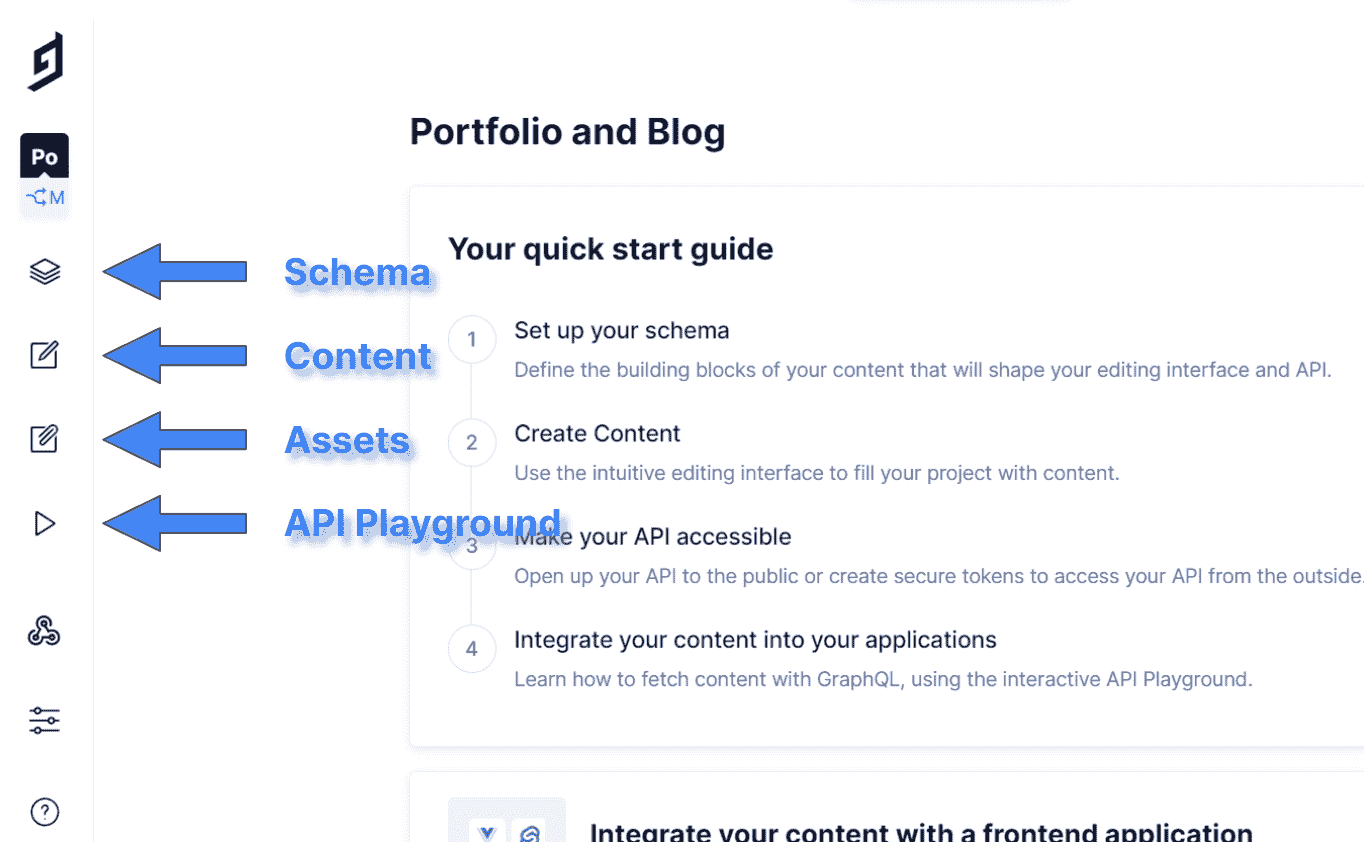 Portfolio and Blog
Po
M
Your quick start guide
Schema
1
Set up your schema
Define the building blocks of your content that will shape your editing interface and API.
Content
2
Create Content
Use the intuitive editing interface to fill your project with content.
Assets
API Playground
3
Make your API accessible
Open up your API to the public or create secure tokens to access your API from the outside.
4
Integrate your content into your applications
Learn how to fetch content with GraphQL, using the interactive API Playground.
?
Integrate your content with a frontend application